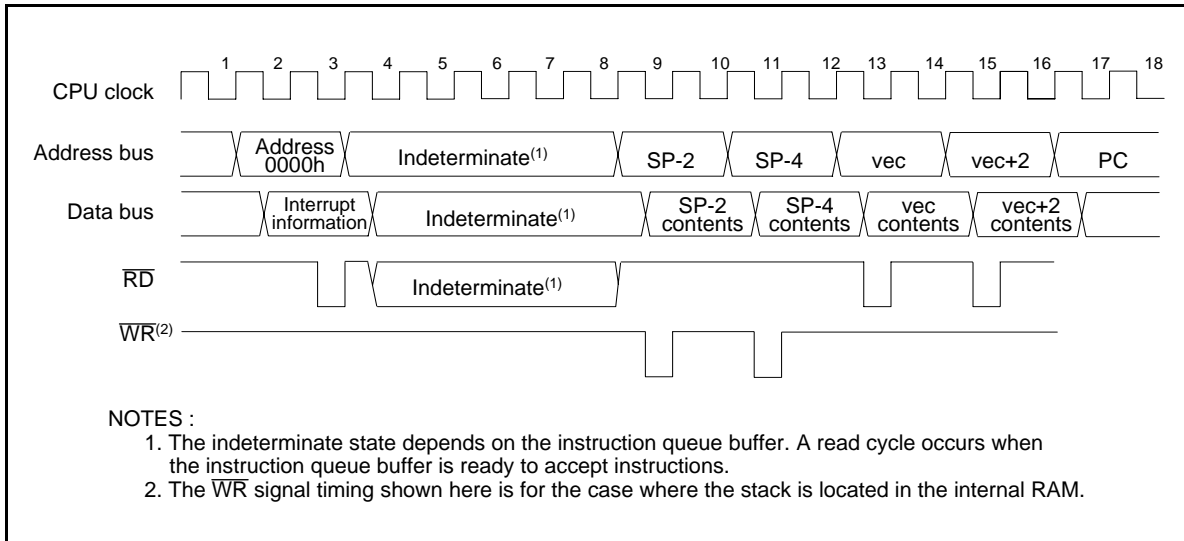 1 2 3 4 5 6 7 8 9 10 11 12 13 14 15 16 17 18
CPU clock
Address bus
Address 0000h
Indeterminate(1)
SP-2
SP-4
vec
vec+2
PC
Data bus
Interrupt information
Indeterminate(1)
SP-2 contents
SP-4 contents
vec contents
vec+2 contents
RD
Indeterminate(1)
WR(2)
NOTES :
1. The indeterminate state depends on the instruction queue buffer. A read cycle occurs when
the instruction queue buffer is ready to accept instructions.
2. The WR signal timing shown here is for the case where the stack is located in the internal RAM.